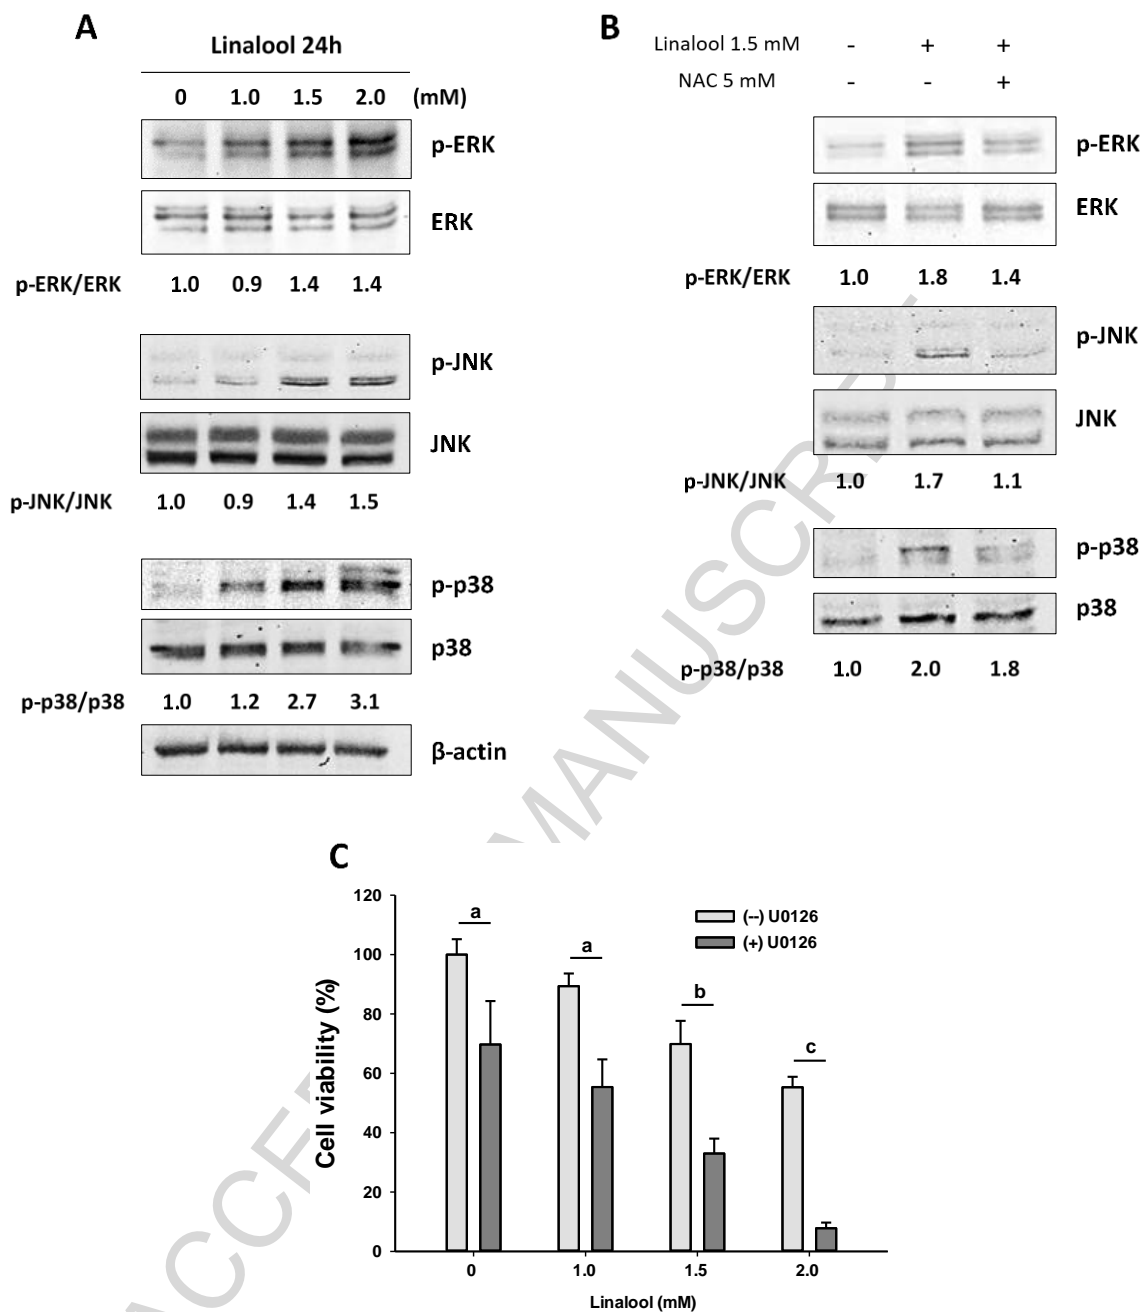 A
Linalool 24h
0 1.0 1.5 2.0 (mM)
p-ERK
ERK
p-ERK/ERK 1.0 0.9 1.4 1.4
p-JNK
JNK
p-JNK/JNK 1.0 0.9 1.4 1.5
p-p38
p38
p-p38/p38 1.0 1.2 2.7 3.1
β-actin
B
Linalool 1.5 mM - + +
NAC 5 mM - - +
p-ERK
ERK
p-ERK/ERK 1.0 1.8 1.4
p-JNK
JNK
p-JNK/JNK 1.0 1.7 1.1
p-p38
p38
p-p38/p38 1.0 2.0 1.8
C
Cell viability (%)
120
100
80
60
40
20
0
a
a
b
c
(--) U0126
(+) U0126
0 1.0 1.5 2.0
Linalool (mM)
MANUSCR